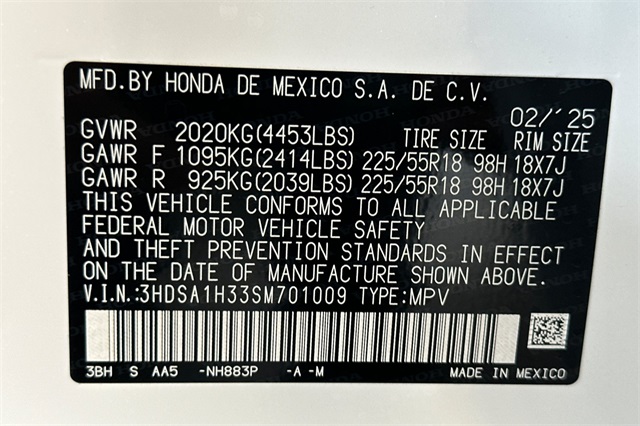 MFD.BY HONDA DE MEXICO S.A. DE C.V.
02/'25
GVWR 2020KG(4453LBS) TIRE SIZE RIM SIZE
GAWR F 1095KG(2414LBS) 225/55R18 98H 18X7J
GAWR R 925KG(2039LBS) 225/55R18 98H 18X7J
THIS VEHICLE CONFORMS TO ALL APPLICABLE
FEDERAL MOTOR VEHICLE SAFETY
AND THEFT PREVENTION STANDARDS IN EFFECT
ON THE DATE OF MANUFACTURE SHOWN ABOVE.
V.I.N.:3HDSA1H33SM701009 TYPE:MPV
3BH S AA5 -NH883P -A -M MADE IN MEXICO